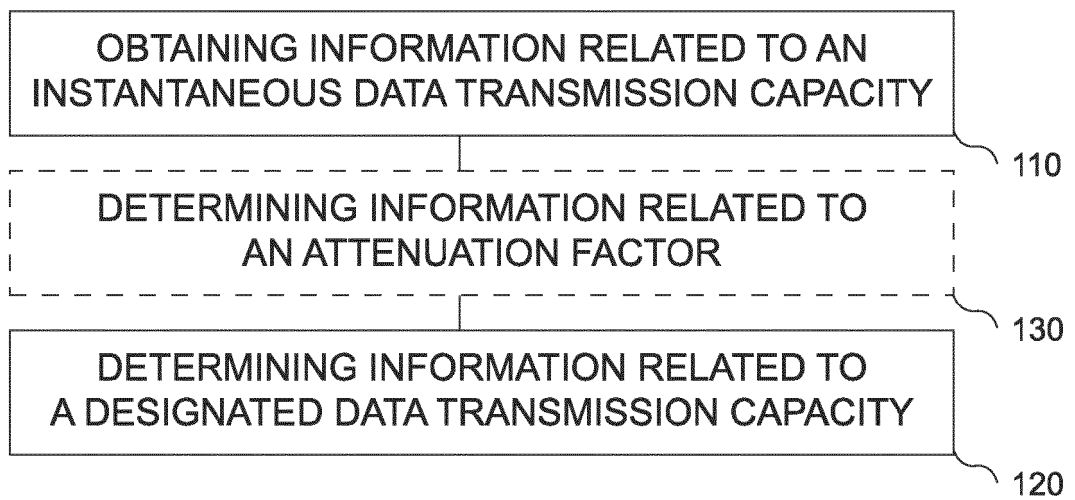 OBTAINING INFORMATION RELATED TO AN
INSTANTANEOUS DATA TRANSMISSION CAPACITY
110
DETERMINING INFORMATION RELATED TO
AN ATTENUATION FACTOR
130
DETERMINING INFORMATION RELATED TO
A DESIGNATED DATA TRANSMISSION CAPACITY
120